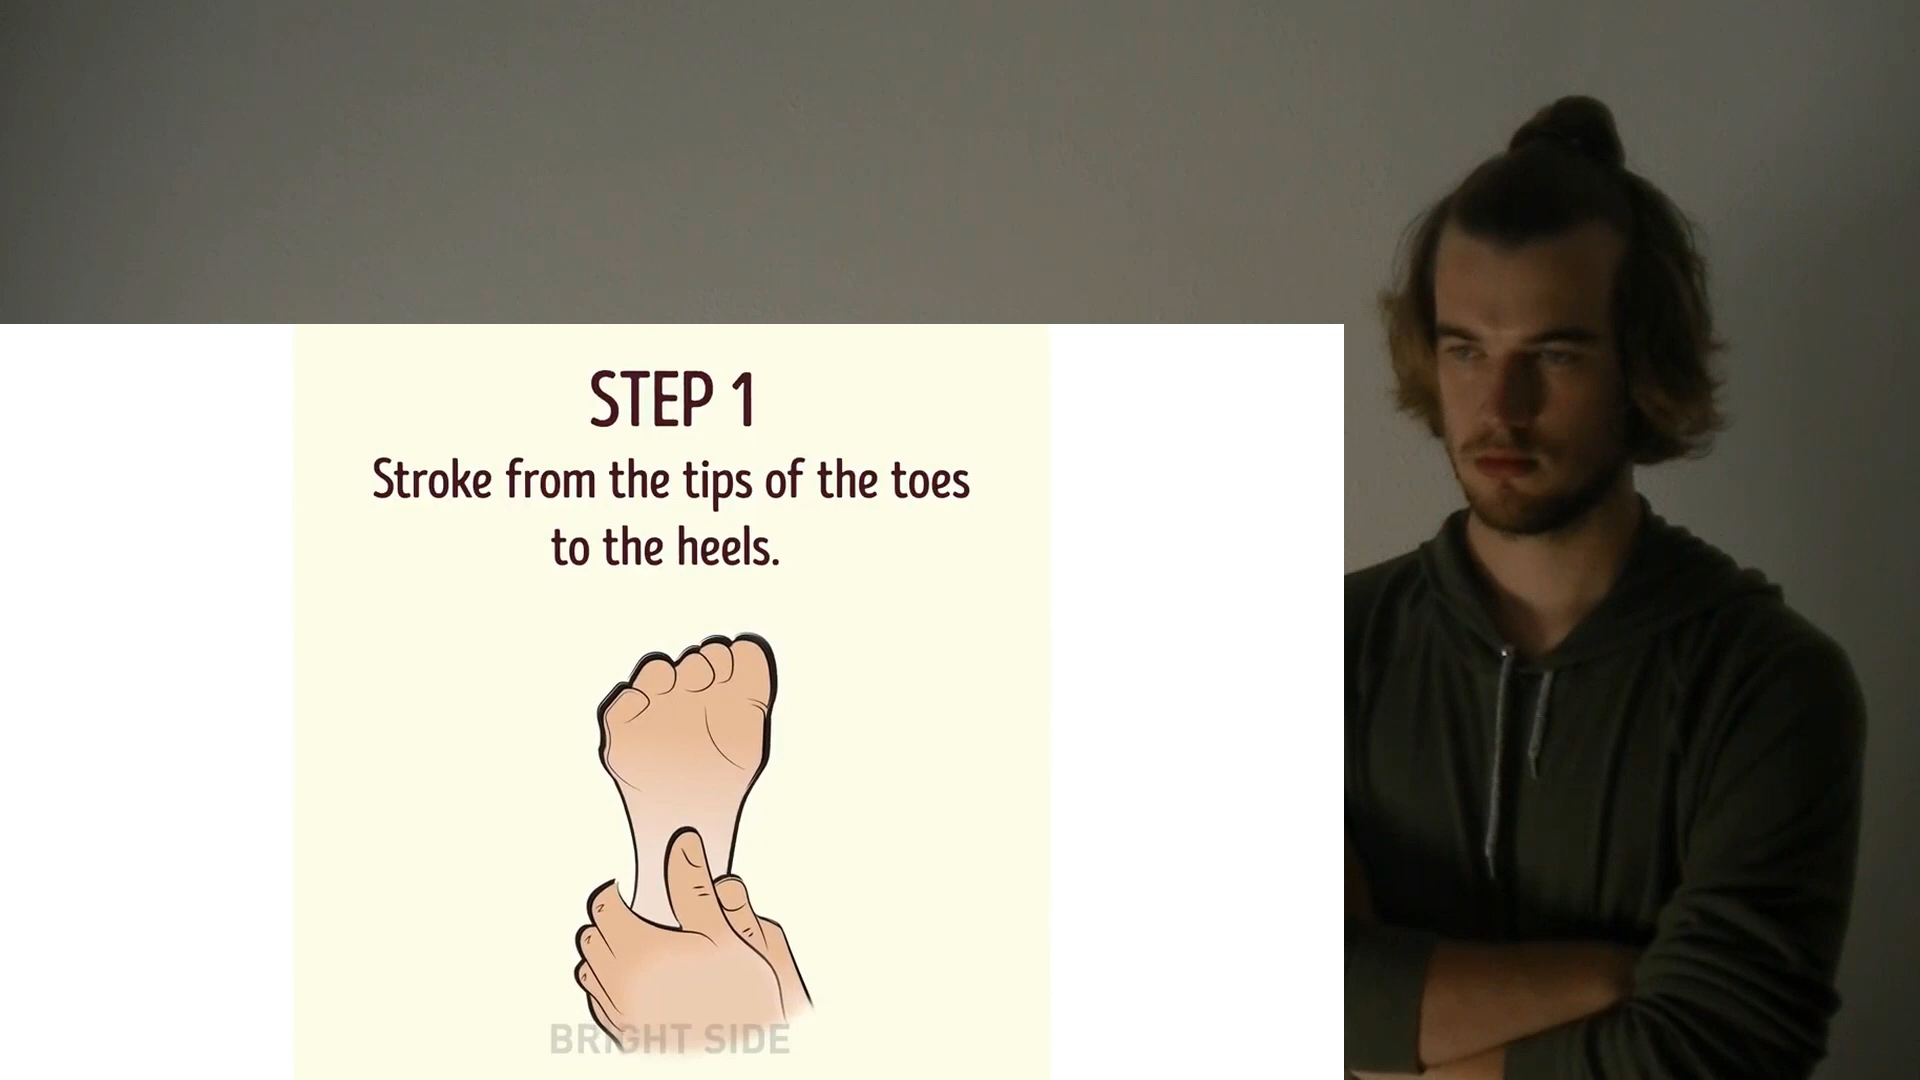 STEP 1
Stroke from the tips of the toes
to the heels.
BRIGHT SIDE